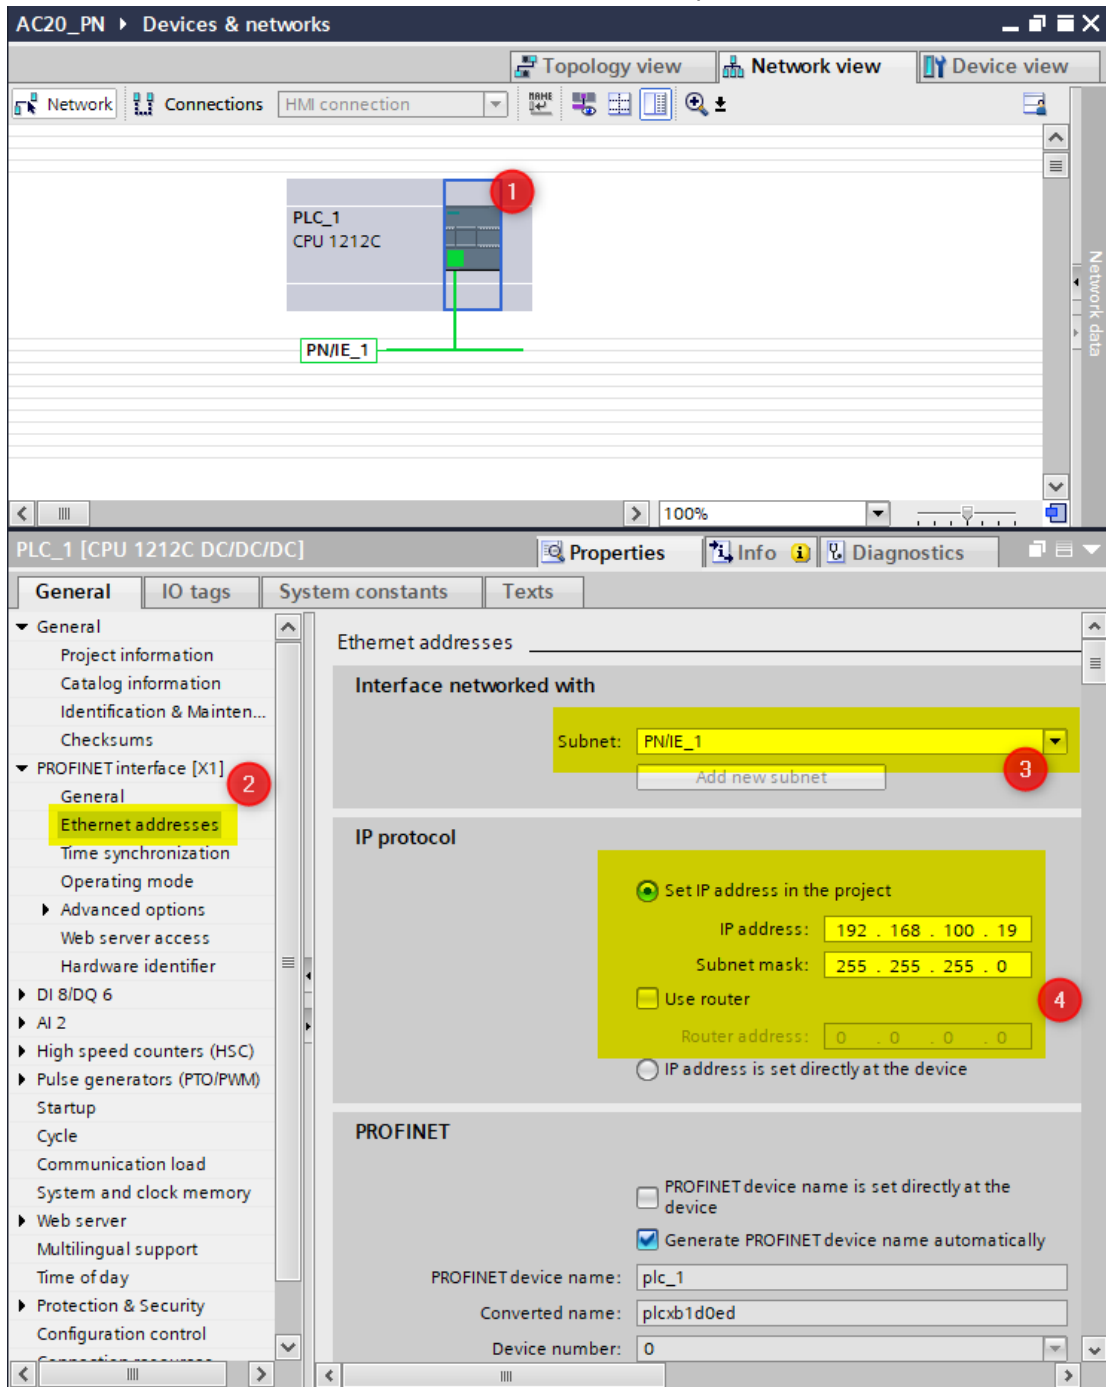 AC20_PN ▸ Devices & networks
Topology view
Network view
Device view
Network
Connections
HMI connection
NAME
1
PLC_1
CPU 1212C
PN/IE_1
Network data
100%
PLC_1 [CPU 1212C DC/DC/DC]
Properties
Info
Diagnostics
General
IO tags
System constants
Texts
General
Project information
Catalog information
Identification & Mainten...
Checksums
PROFINET interface [X1]
2
General
Ethernet addresses
Time synchronization
Operating mode
Advanced options
Web server access
Hardware identifier
DI 8/DQ 6
AI 2
High speed counters (HSC)
Pulse generators (PTO/PWM)
Startup
Cycle
Communication load
System and clock memory
Web server
Multilingual support
Time of day
Protection & Security
Configuration control
Ethernet addresses
Interface networked with
Subnet: PN/IE_1
3
Add new subnet
IP protocol
Set IP address in the project
IP address: 192 . 168 . 100 . 19
Subnet mask: 255 . 255 . 255 . 0
Use router
4
Router address: 0 . 0 . 0 . 0
IP address is set directly at the device
PROFINET
PROFINET device name is set directly at the
device
Generate PROFINET device name automatically
PROFINET device name: plc_1
Converted name: plcxb1d0ed
Device number: 0